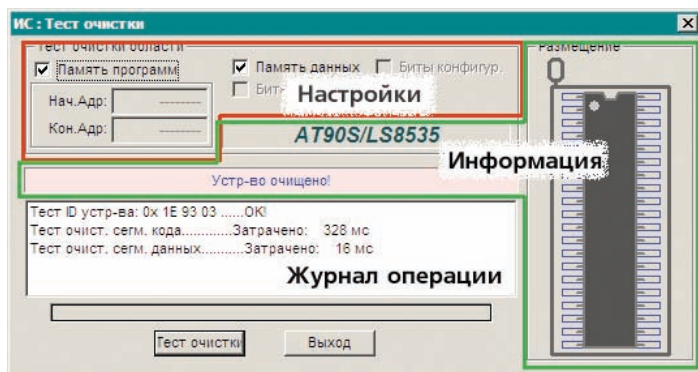 ИС : Тест очистки
Тест очистки области
Размещение
Память программ
Память данных
Биты конфигур.
Бит
Нач.Адр: --------
Кон.Адр: --------
Настройки
AT90S/LS8535
Информация
Устр-во очищено!
Тест ID устр-ва: 0x 1E 93 03 ......OK!
Тест очист. сегм. кода............Затрачено: 328 мс
Тест очист. сегм. данных..........Затрачено: 16 мс
Журнал операции
Тест очистки
Выход